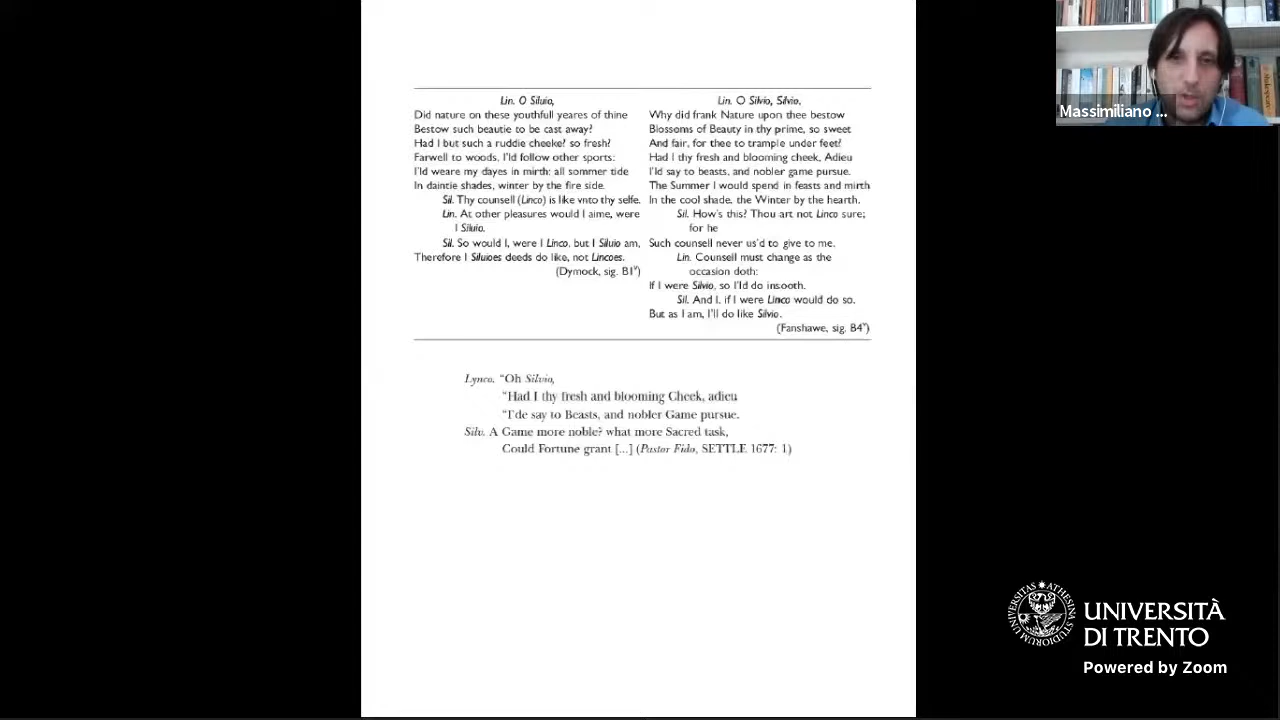 Lin. O Siluio,
Did nature on these youthfull yeares of thine
Bestow such beautie to be cast away?
Had I but such a ruddie cheeke? so fresh?
Farwell to woods, I'ld follow other sports:
I'ld weare my dayes in mirth: all sommer tide
In daintie shades, winter by the fire side.
Sil. Thy counsell (Linco) is like vnto thy selfe.
Lin. At other pleasures would I aime, were
I Siluio.
Sil. So would I, were I Linco, but I Siluio am,
Therefore I Siluioes deeds do like, not Lincoes.
(Dymock, sig. B1ᵛ)
Lin. O Silvio, Silvio,
Why did frank Nature upon thee bestow
Blossoms of Beauty in thy prime, so sweet
And fair, for thee to trample under feet?
Had I thy fresh and blooming cheek, Adieu
I'ld say to beasts, and nobler game pursue.
The Summer I would spend in feasts and mirth
In the cool shade, the Winter by the hearth.
Sil. How's this? Thou art not Linco sure;
for he
Such counsell never us'd to give to me.
Lin. Counsell must change as the
occasion doth:
If I were Silvio, so I'ld do insooth.
Sil. And I, if I were Linco would do so,
But as I am, I'll do like Silvio.
(Fanshawe, sig. B4ᵛ)
Lynco. “Oh Silvio,
“Had I thy fresh and blooming Cheek, adieu
“I'de say to Beasts, and nobler Game pursue.
Silv. A Game more noble? what more Sacred task,
Could Fortune grant [...] (Pastor Fido, SETTLE 1677: 1)
Massimiliano ...
UNIVERSITÀ
DI TRENTO
Powered by Zoom